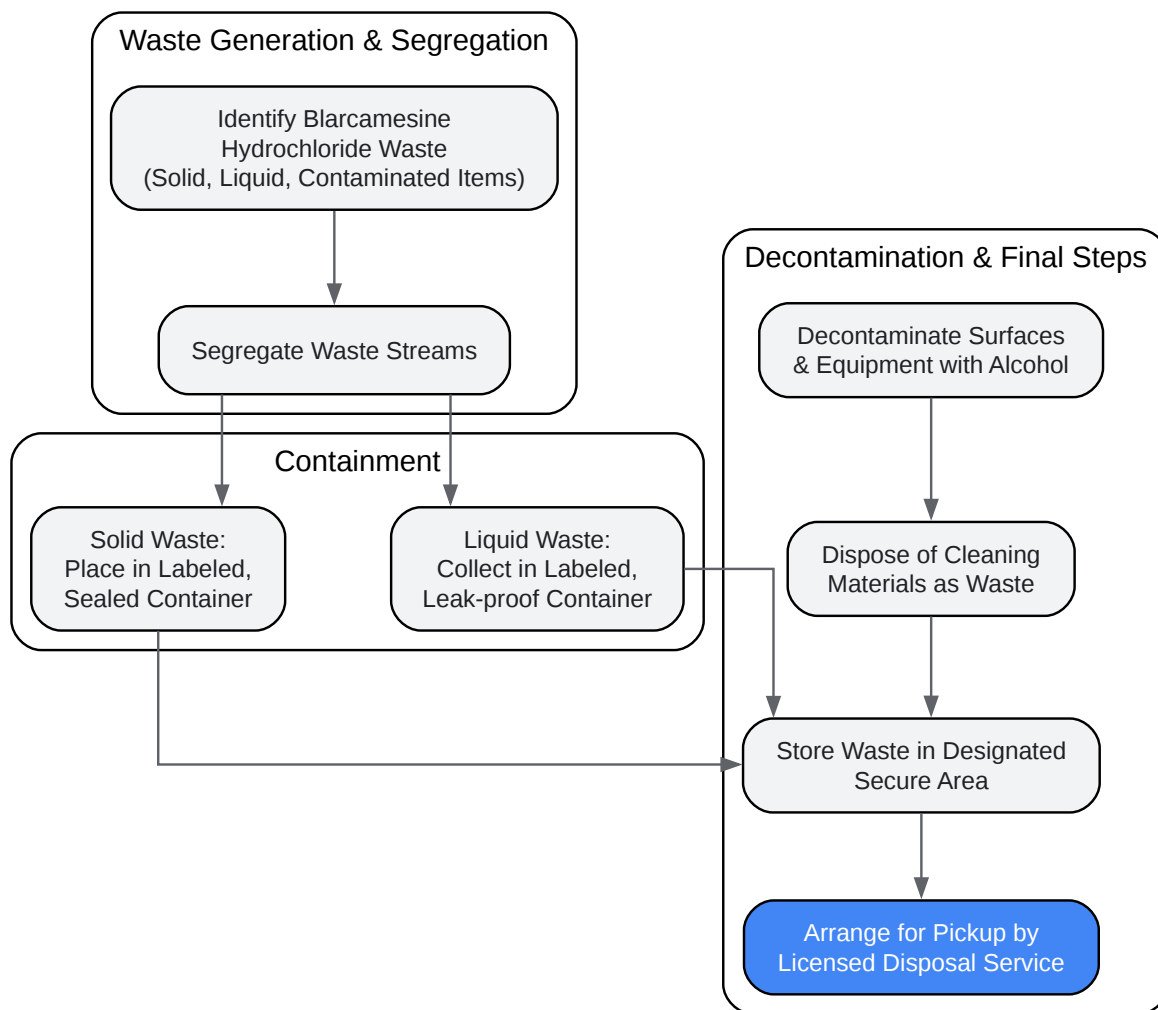 Waste Generation & Segregation
Identify Blarcamesine
Hydrochloride Waste
(Solid, Liquid, Contaminated Items)
Segregate Waste Streams
Containment
Solid Waste:
Place in Labeled,
Sealed Container
Liquid Waste:
Collect in Labeled,
Leak-proof Container
Decontamination & Final Steps
Decontaminate Surfaces
& Equipment with Alcohol
Dispose of Cleaning
Materials as Waste
Store Waste in Designated
Secure Area
Arrange for Pickup by
Licensed Disposal Service